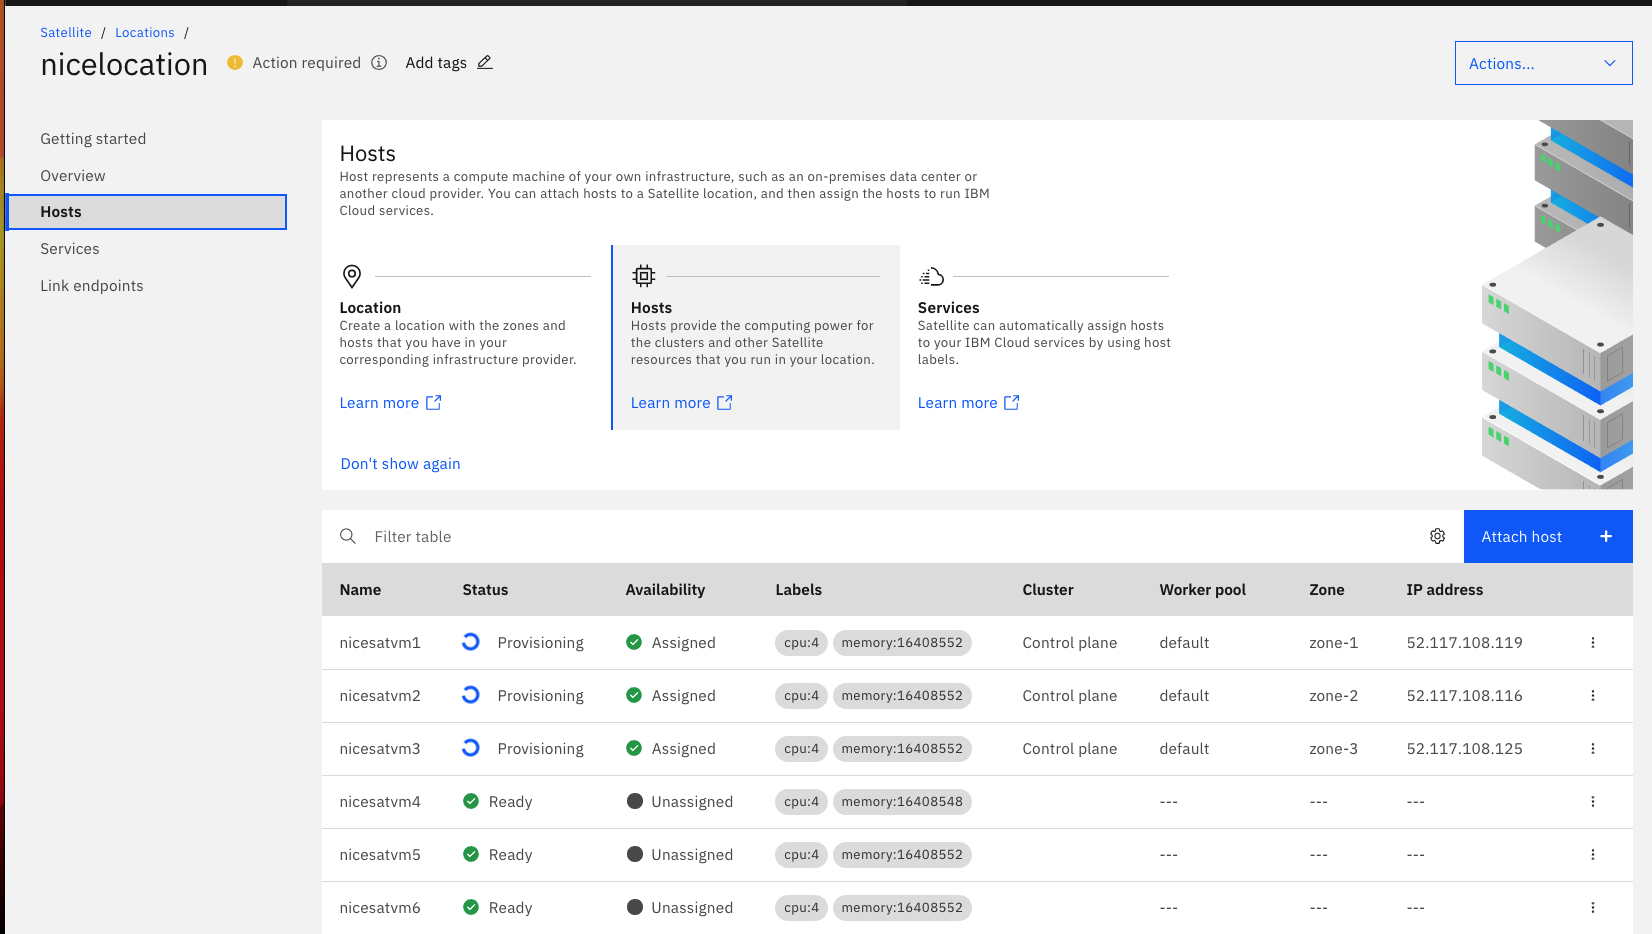 Satellite / Locations /
nicelocation Action required Add tags
Actions...
Getting started
Overview
Hosts
Services
Link endpoints
Hosts
Host represents a compute machine of your own infrastructure, such as an on-premises data center or
another cloud provider. You can attach hosts to a Satellite location, and then assign the hosts to run IBM
Cloud services.
Location
Create a location with the zones and
hosts that you have in your
corresponding infrastructure provider.
Learn more
Hosts
Hosts provide the computing power for
the clusters and other Satellite
resources that you run in your location.
Learn more
Services
Satellite can automatically assign hosts
to your IBM Cloud services by using host
labels.
Learn more
Don't show again
Filter table
Attach host +
Name Status Availability Labels Cluster Worker pool Zone IP address
nicesatvm1 Provisioning Assigned cpu:4 memory:16408552 Control plane default zone-1 52.117.108.119
nicesatvm2 Provisioning Assigned cpu:4 memory:16408552 Control plane default zone-2 52.117.108.116
nicesatvm3 Provisioning Assigned cpu:4 memory:16408552 Control plane default zone-3 52.117.108.125
nicesatvm4 Ready Unassigned cpu:4 memory:16408548 --- --- ---
nicesatvm5 Ready Unassigned cpu:4 memory:16408552 --- --- ---
nicesatvm6 Ready Unassigned cpu:4 memory:16408552 --- --- ---